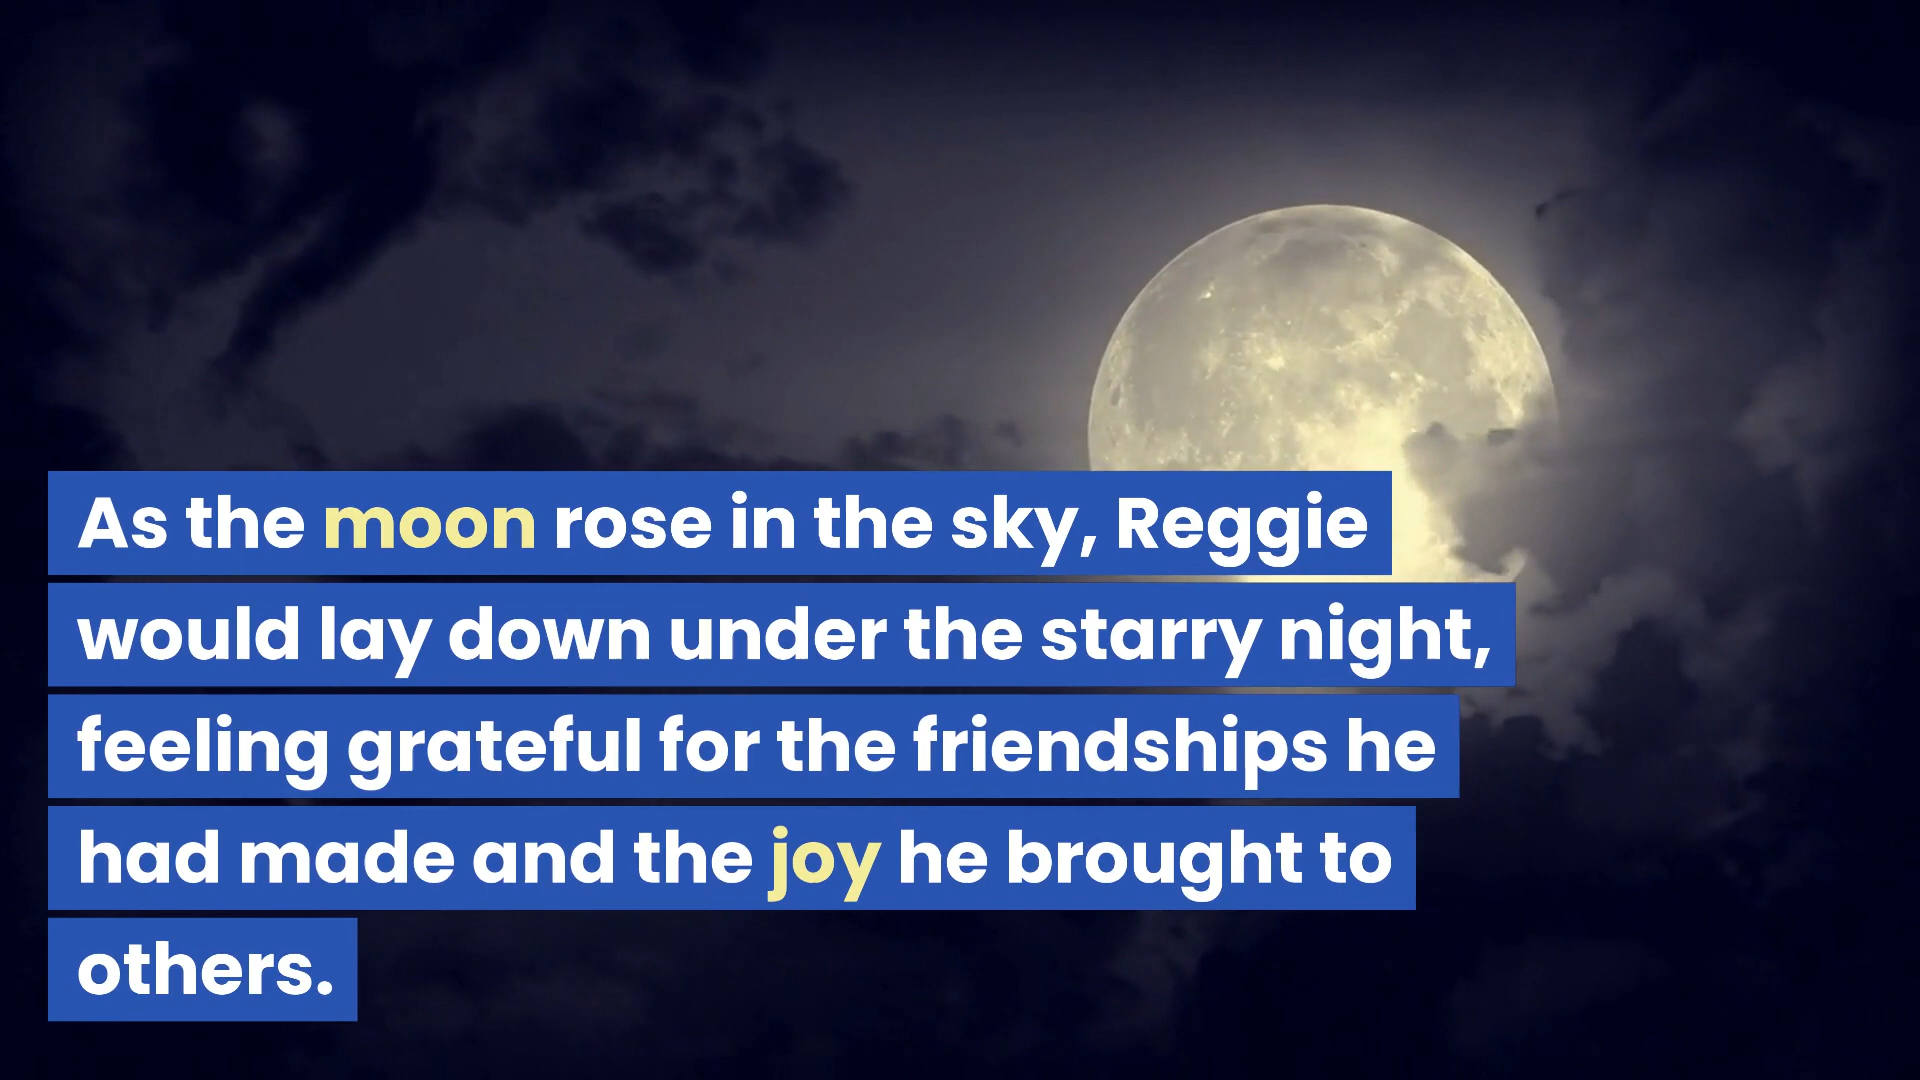 As the moon rose in the sky, Reggie
would lay down under the starry night,
feeling grateful for the friendships he
had made and the joy he brought to
others.